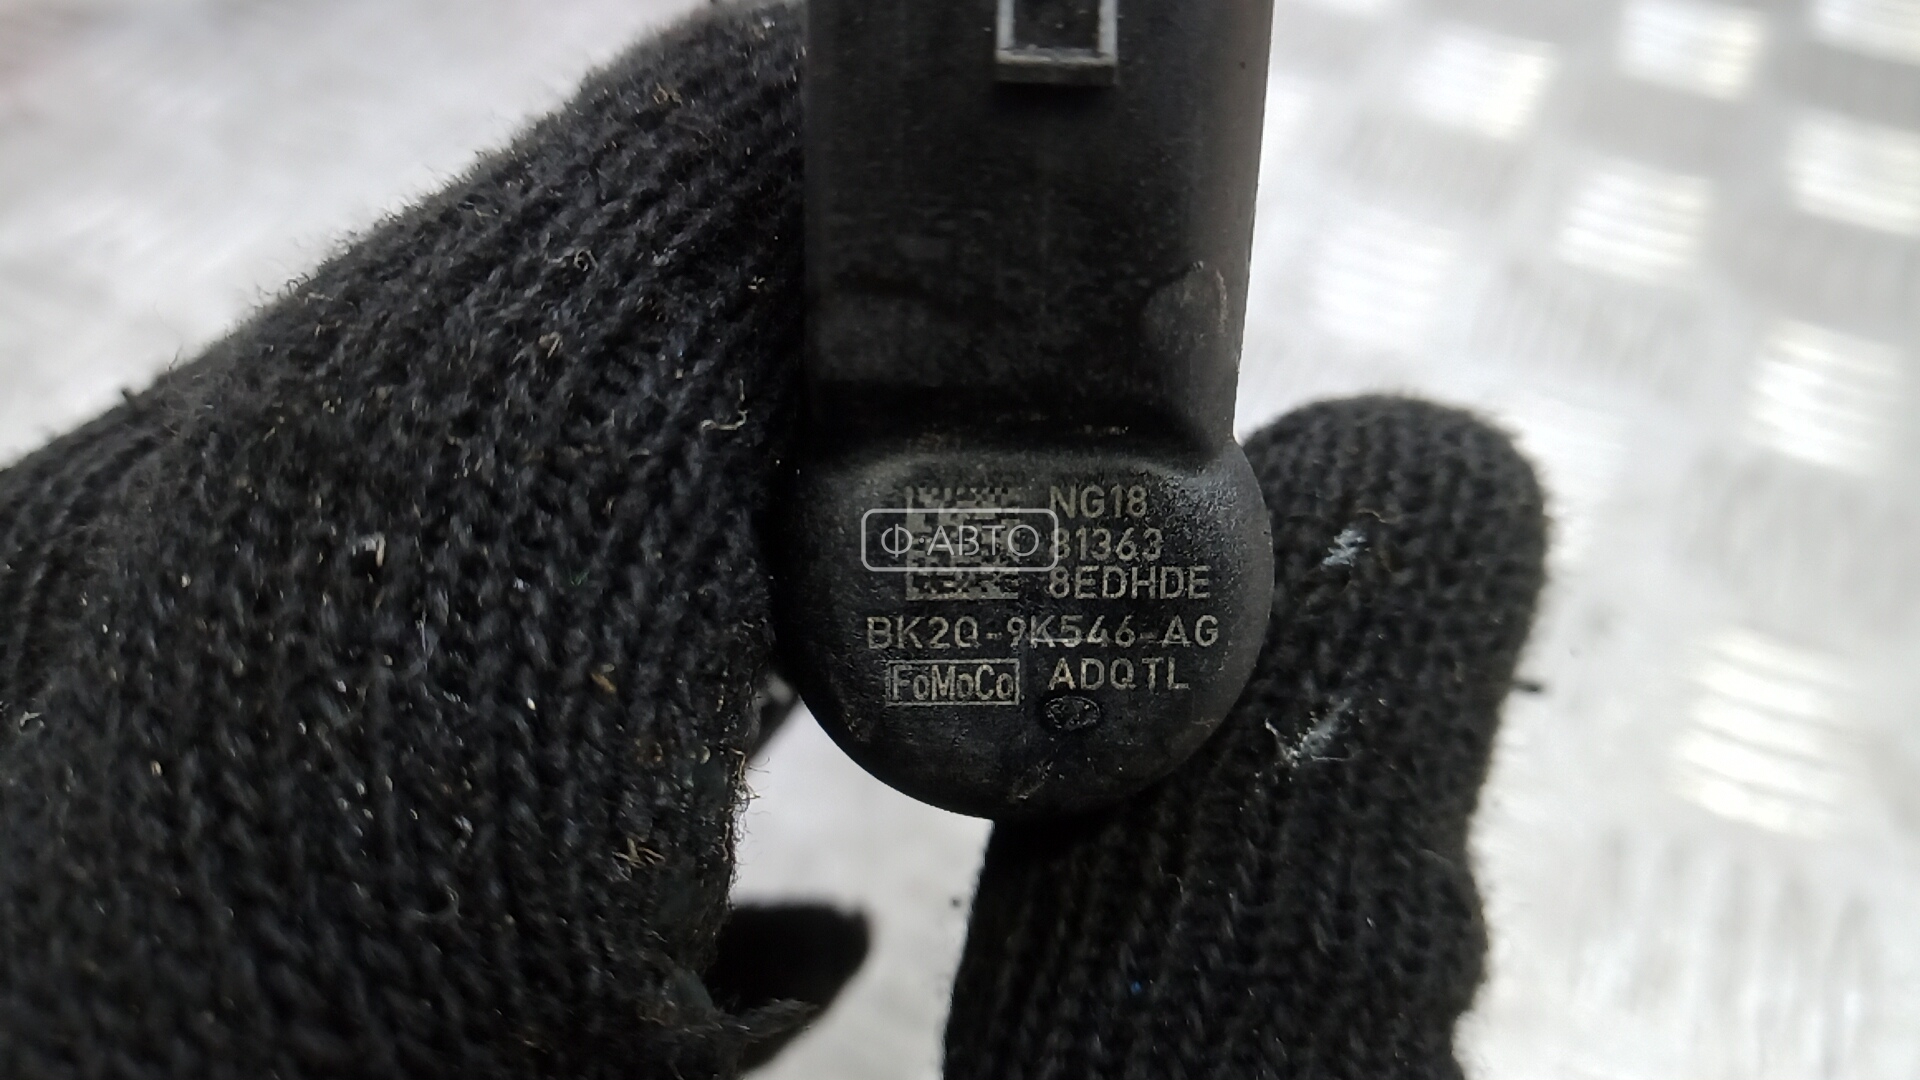 NG18
Ф-АВТО 81363
8EDHDE
BK2Q-9K546-AG
FoMoCo ADQTL